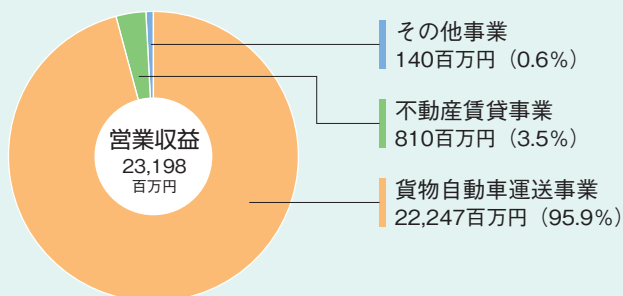 その他事業
140百万円（0.6%）
不動産賃貸事業
810百万円（3.5%）
貨物自動車運送事業
22,247百万円（95.9%）
営業収益
23,198
百万円